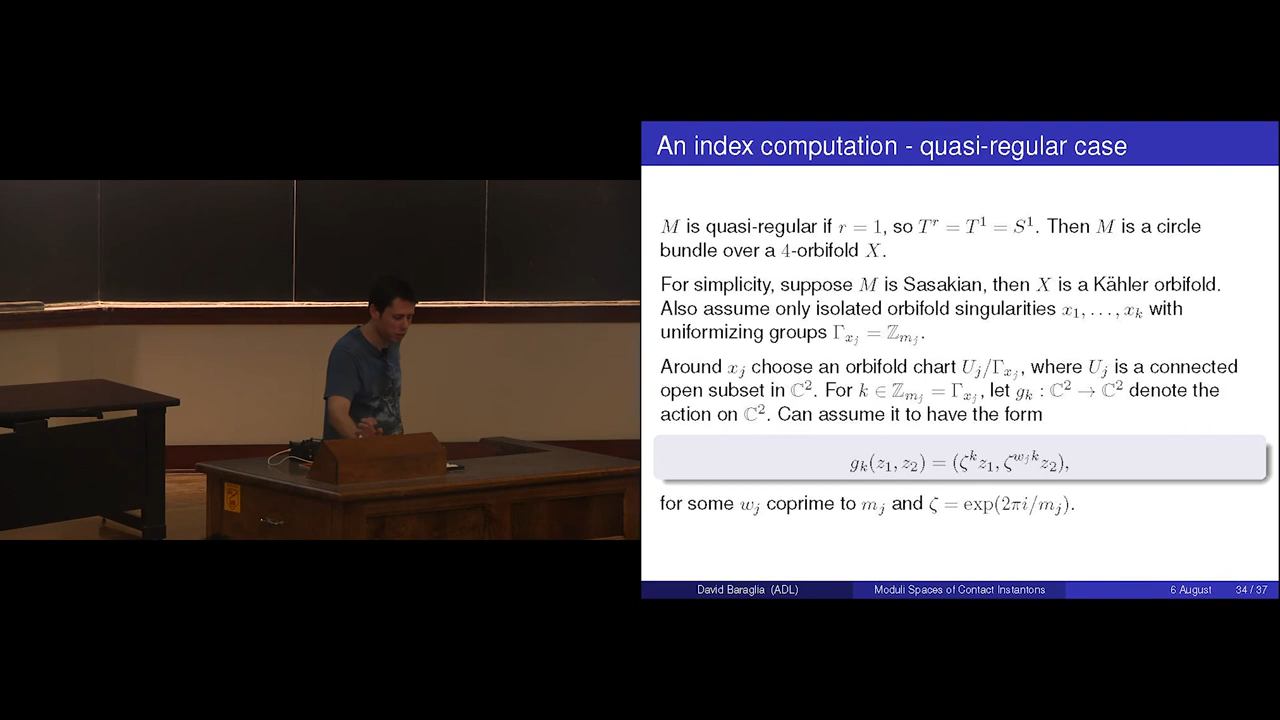 An index computation - quasi-regular case
M is quasi-regular if r = 1, so T^r = T^1 = S^1. Then M is a circle
bundle over a 4-orbifold X.
For simplicity, suppose M is Sasakian, then X is a Kähler orbifold.
Also assume only isolated orbifold singularities x_1, . . . , x_k with
uniformizing groups Γ_{x_j} = ℤ_{m_j}.
Around x_j choose an orbifold chart U_j/Γ_{x_j}, where U_j is a connected
open subset in ℂ^2. For k ∈ ℤ_{m_j} = Γ_{x_j}, let g_k : ℂ^2 → ℂ^2 denote the
action on ℂ^2. Can assume it to have the form
g_k(z_1, z_2) = (ζ^k z_1, ζ^{w_j k} z_2),
for some w_j coprime to m_j and ζ = exp(2πi/m_j).
David Baraglia (ADL) Moduli Spaces of Contact Instantons 6 August 34 / 37